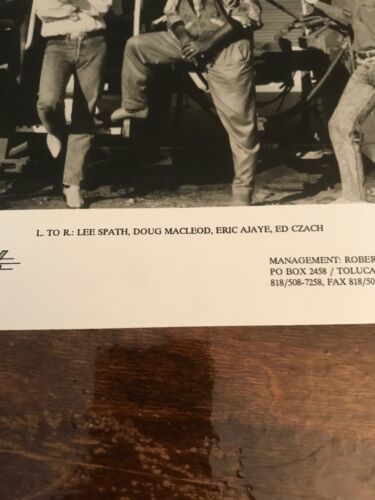 L. TO R.: LEE SPATH, DOUG MACLEOD, ERIC AJAYE, ED CZACH
MANAGEMENT: ROBER
PO BOX 2458 / TOLUCA
818/508-7258, FAX 818/50